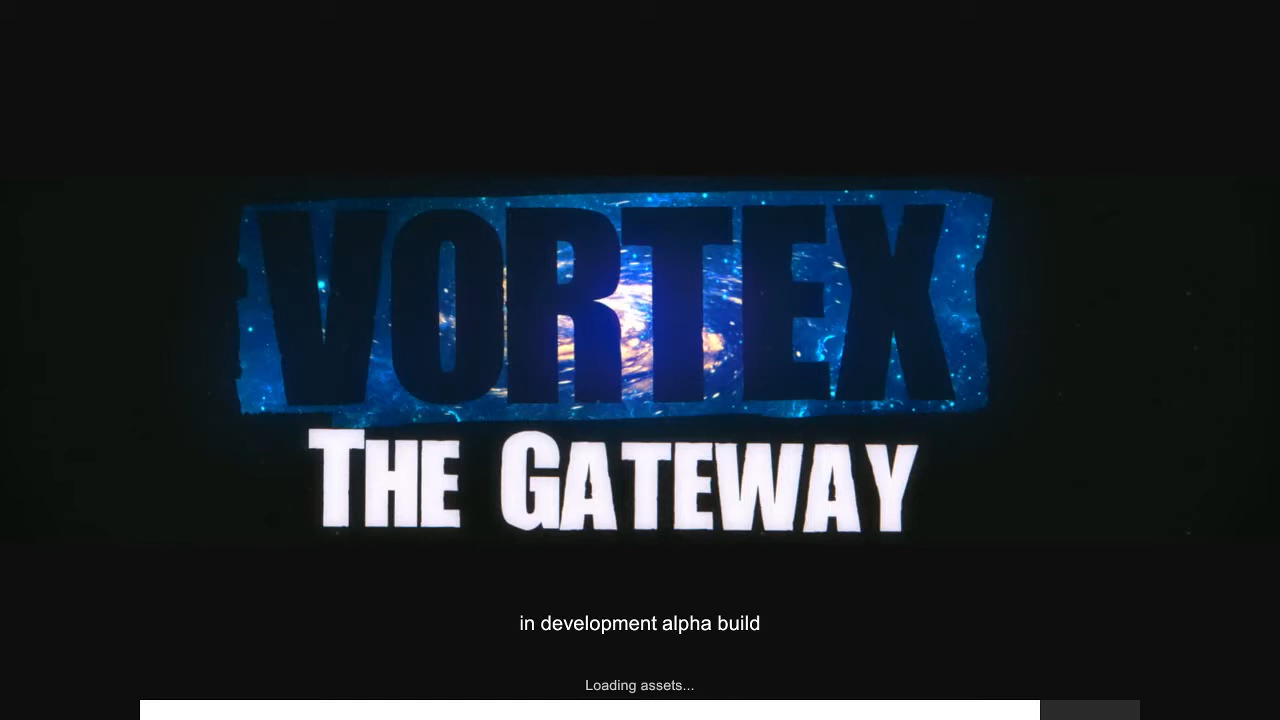 VORTEX
THE GATEWAY
in development alpha build
Loading assets...